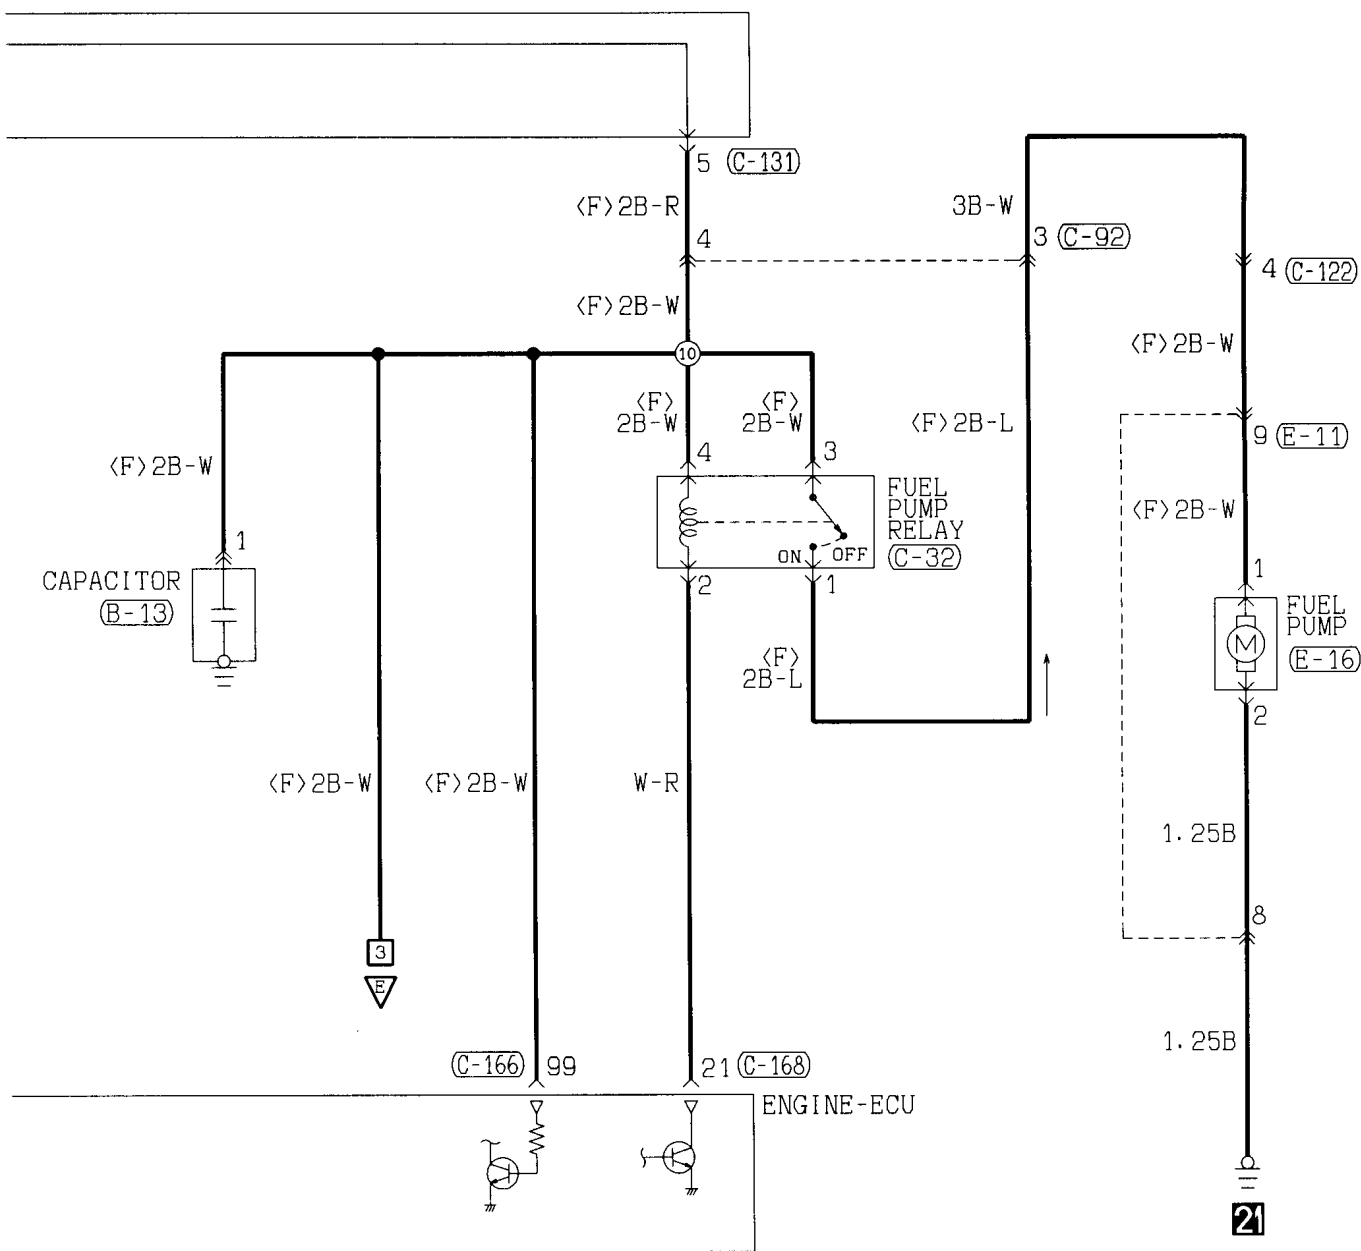 5 (C-131)
<F>2B-R
3B-W
4
3 (C-92)
4 (C-122)
<F>2B-W
<F>2B-W
10
<F>
2B-W
<F>
2B-W
<F>2B-L
9 (E-11)
<F>2B-W
4
3
FUEL
PUMP
RELAY
(C-32)
ON
OFF
<F>2B-W
1
CAPACITOR
(B-13)
2
1
1
FUEL
PUMP
(E-16)
2
<F>
2B-L
<F>2B-W
<F>2B-W
W-R
1.25B
8
3
E
1.25B
(C-166) 99
21 (C-168)
ENGINE-ECU
M
21